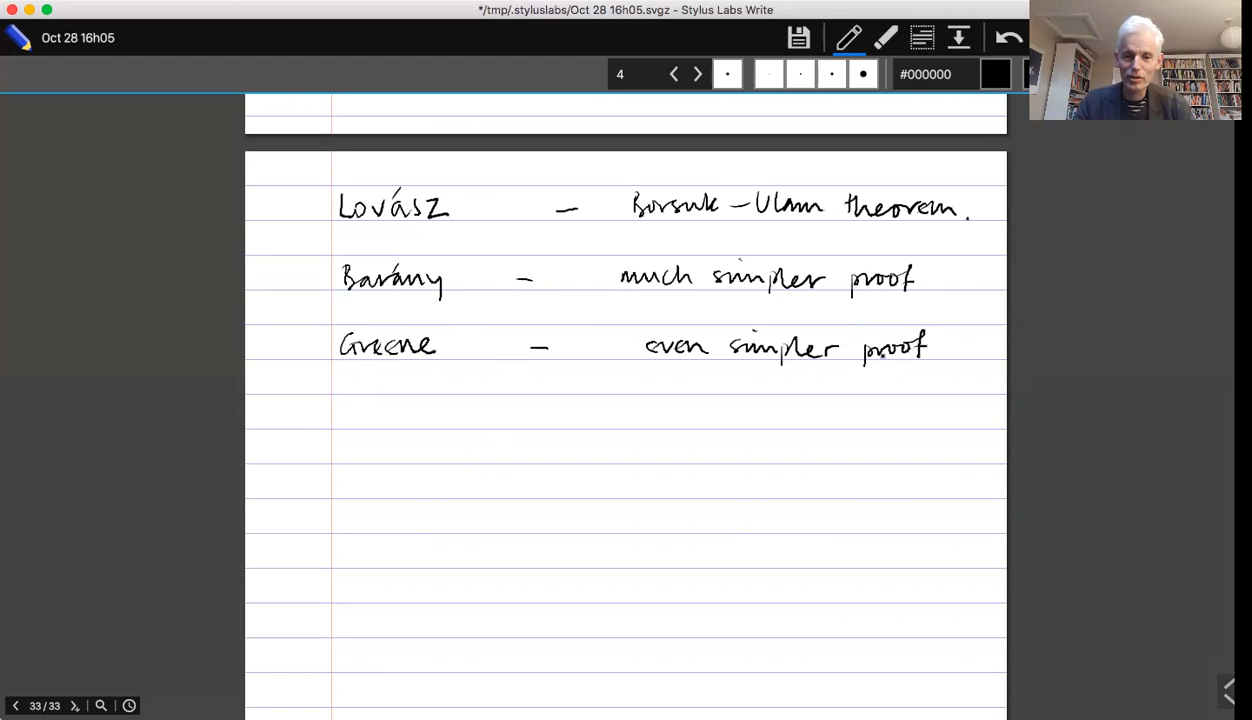 */tmp/.styluslabs/Oct 28 16h05.svgz - Stylus Labs Write
Oct 28 16h05
4
#000000
Lovász - Borsuk-Ulam theorem.
Barány - much simpler proof
Greene - even simpler proof
33/33